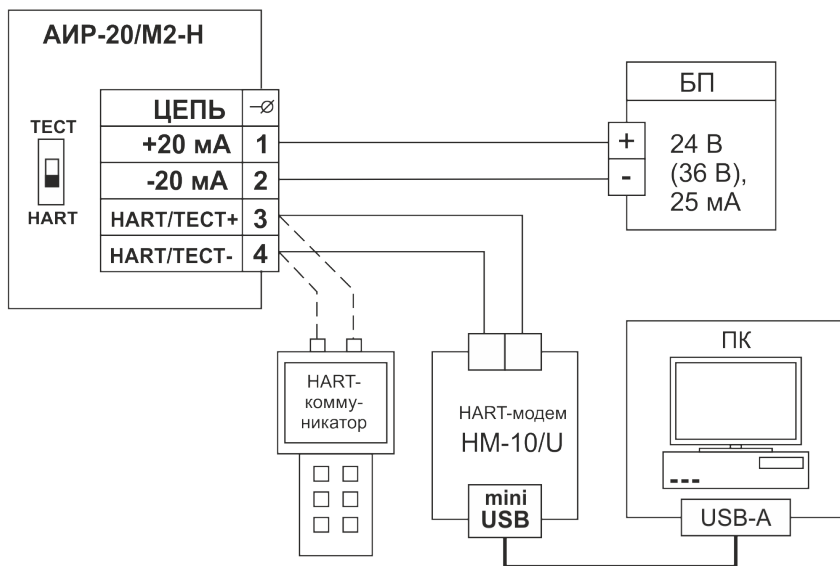 АИР-20/М2-Н
ТЕСТ
HART
ЦЕПЬ
+20 мА 1
-20 мА 2
HART/ТЕСТ+ 3
HART/ТЕСТ- 4
БП
+
-
24 В
(36 В),
25 мА
HART-
комму-
никатор
HART-модем
HM-10/U
mini
USB
ПК
USB-A